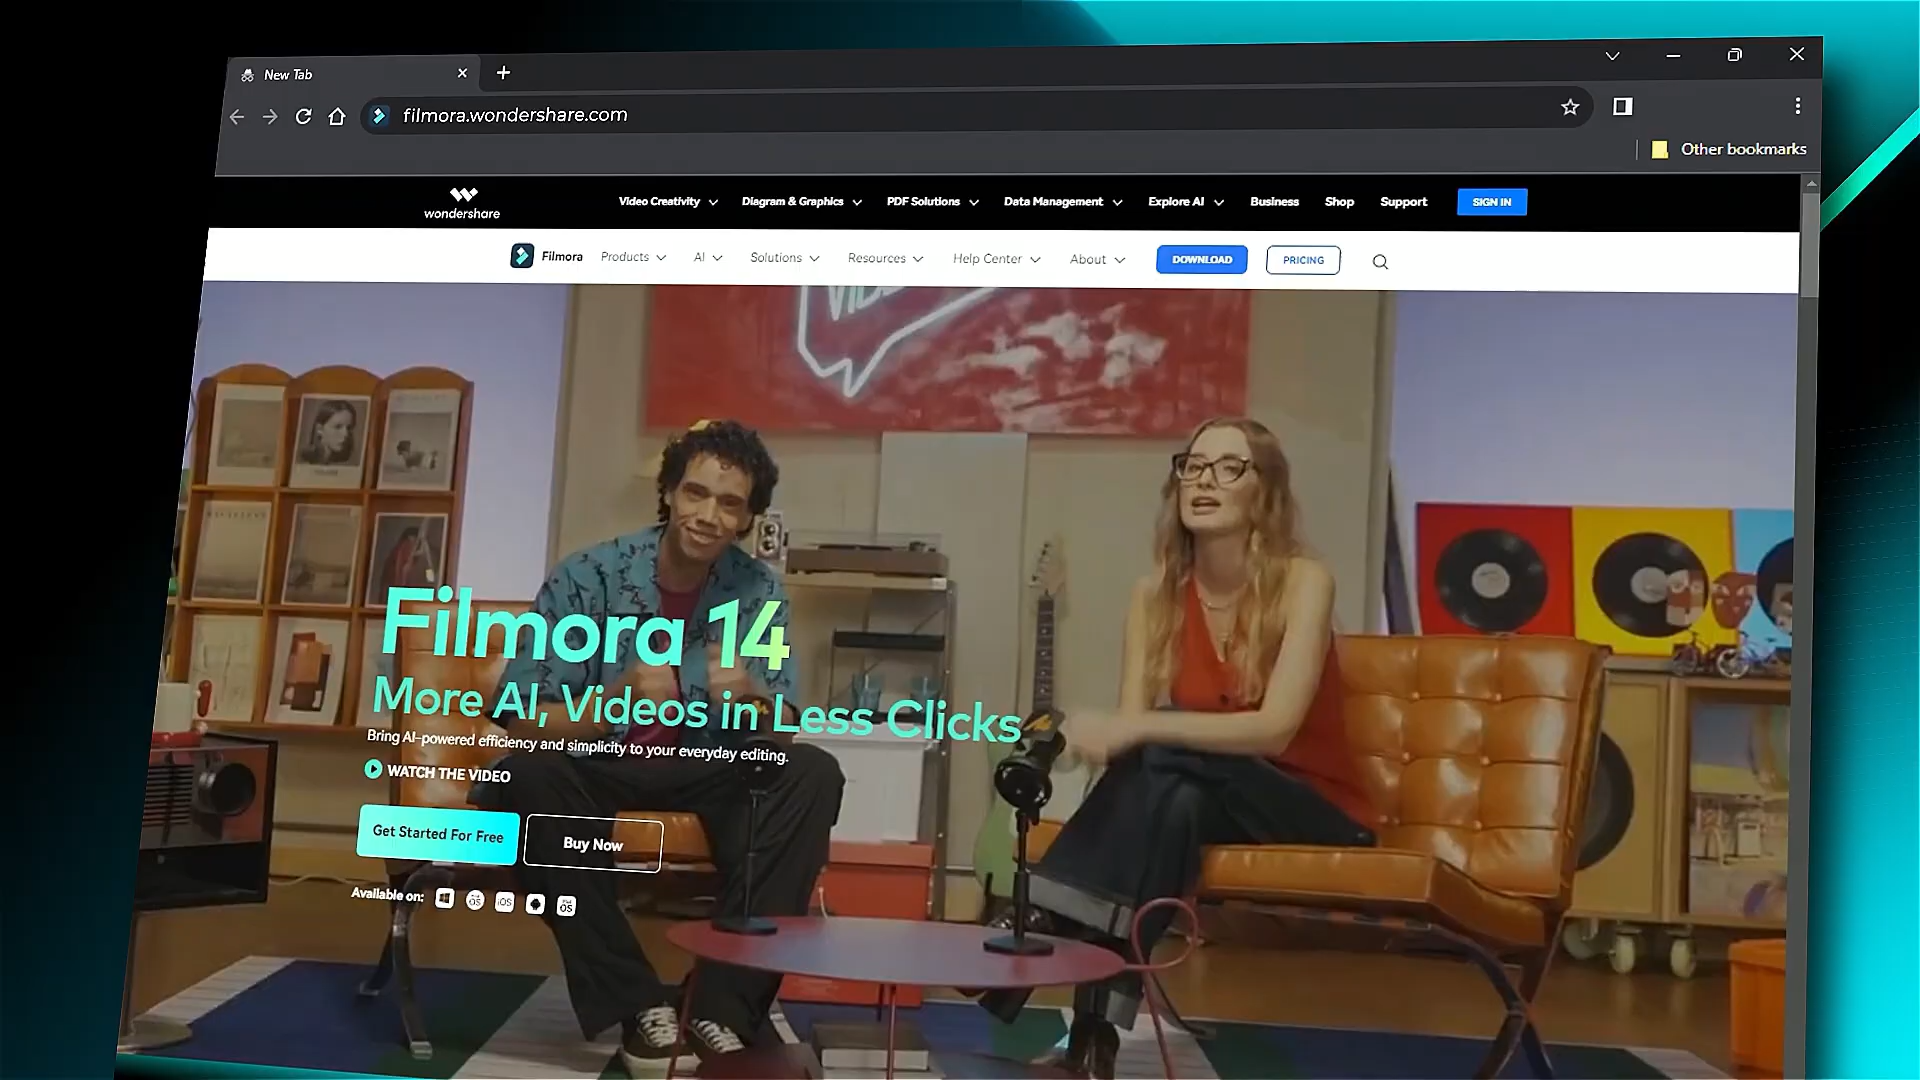 New Tab
filmora.wondershare.com
Other bookmarks
wondershare
Video Creativity
Diagram & Graphics
PDF Solutions
Data Management
Explore AI
Business
Shop
Support
SIGN IN
Filmora
Products
AI
Solutions
Resources
Help Center
About
DOWNLOAD
PRICING
Filmora 14
More AI, Videos in Less Clicks
Bring AI-powered efficiency and simplicity to your everyday editing.
WATCH THE VIDEO
Get Started For Free
Buy Now
Available on:
iOS